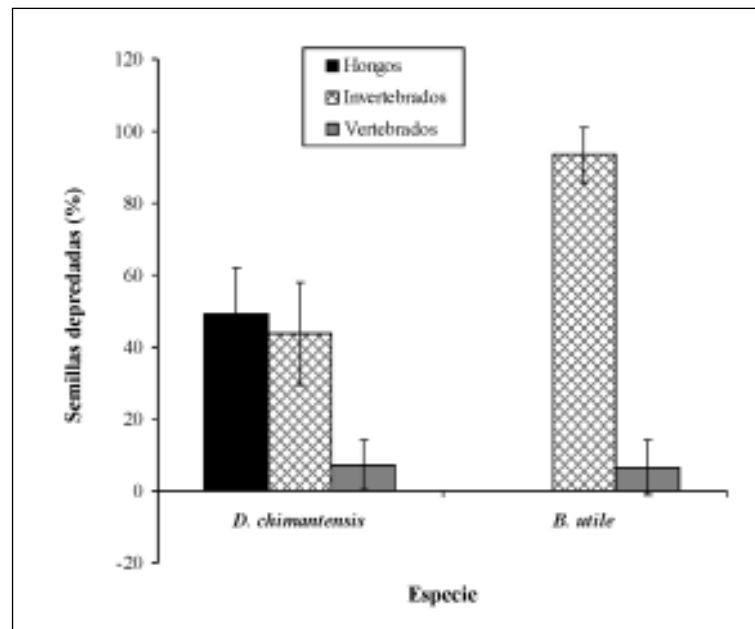 120
100
80
60
40
20
0
-20
Semillas depredadas (%)
Hongos
Invertebrados
Vertebrados
D. chimantensis
B. utile
Especie